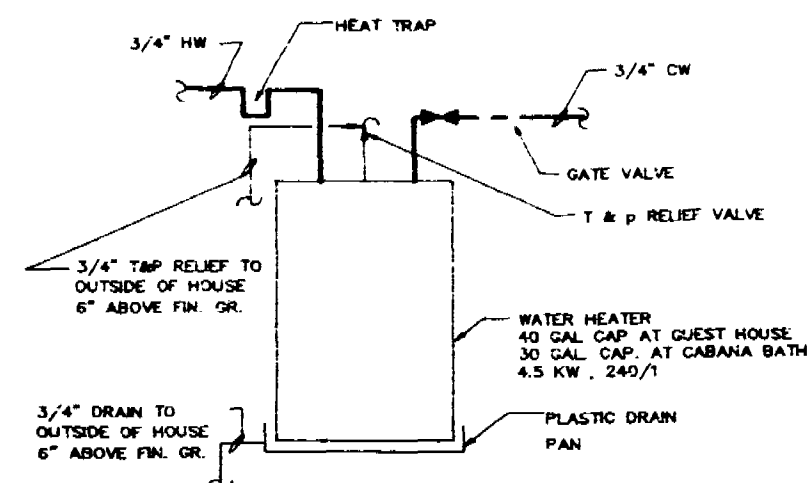 HEAT TRAP
3/4" HW
3/4" CW
GATE VALVE
T & p RELIEF VALVE
3/4" T&P RELIEF TO
OUTSIDE OF HOUSE
6" ABOVE FIN. GR.
WATER HEATER
40 GAL CAP AT GUEST HOUSE
30 GAL. CAP. AT CABANA BATH
4.5 KW , 240/1
3/4" DRAIN TO
OUTSIDE OF HOUSE
6" ABOVE FIN. GR.
PLASTIC DRAIN
PAN